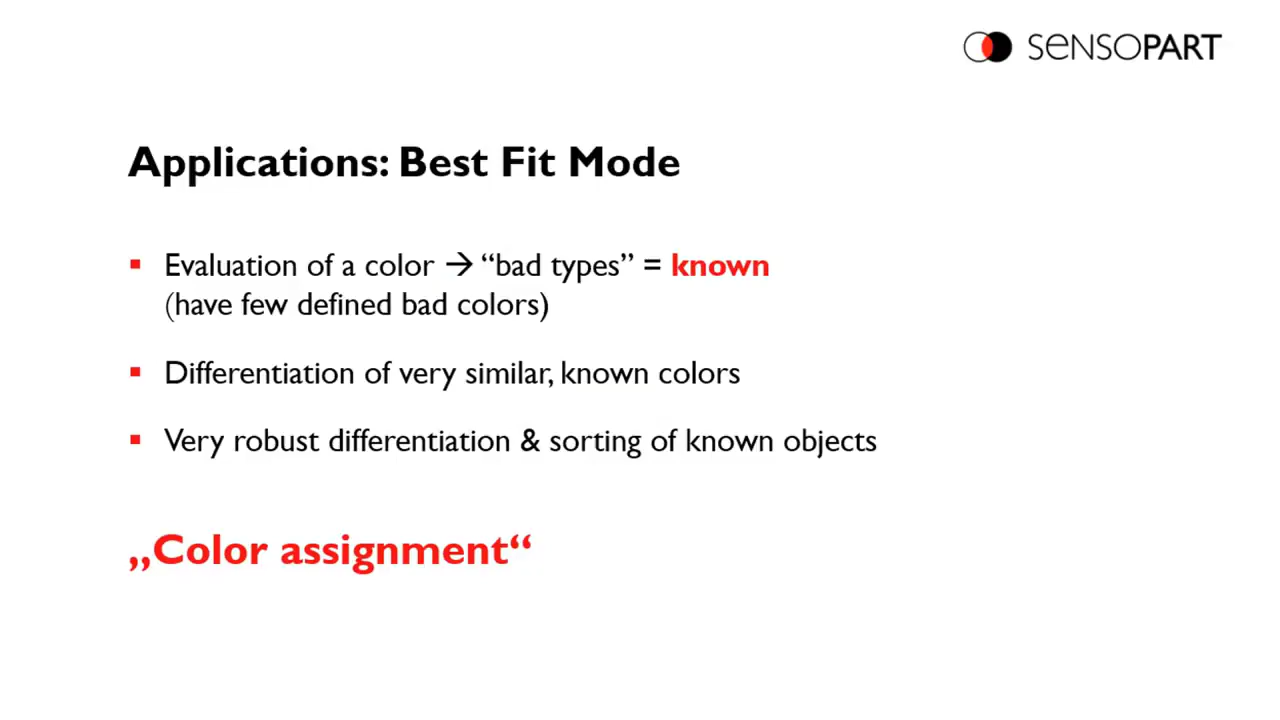 SENSOPART
Applications: Best Fit Mode
▪ Evaluation of a color → “bad types” = known
(have few defined bad colors)
▪ Differentiation of very similar, known colors
▪ Very robust differentiation & sorting of known objects
„Color assignment“